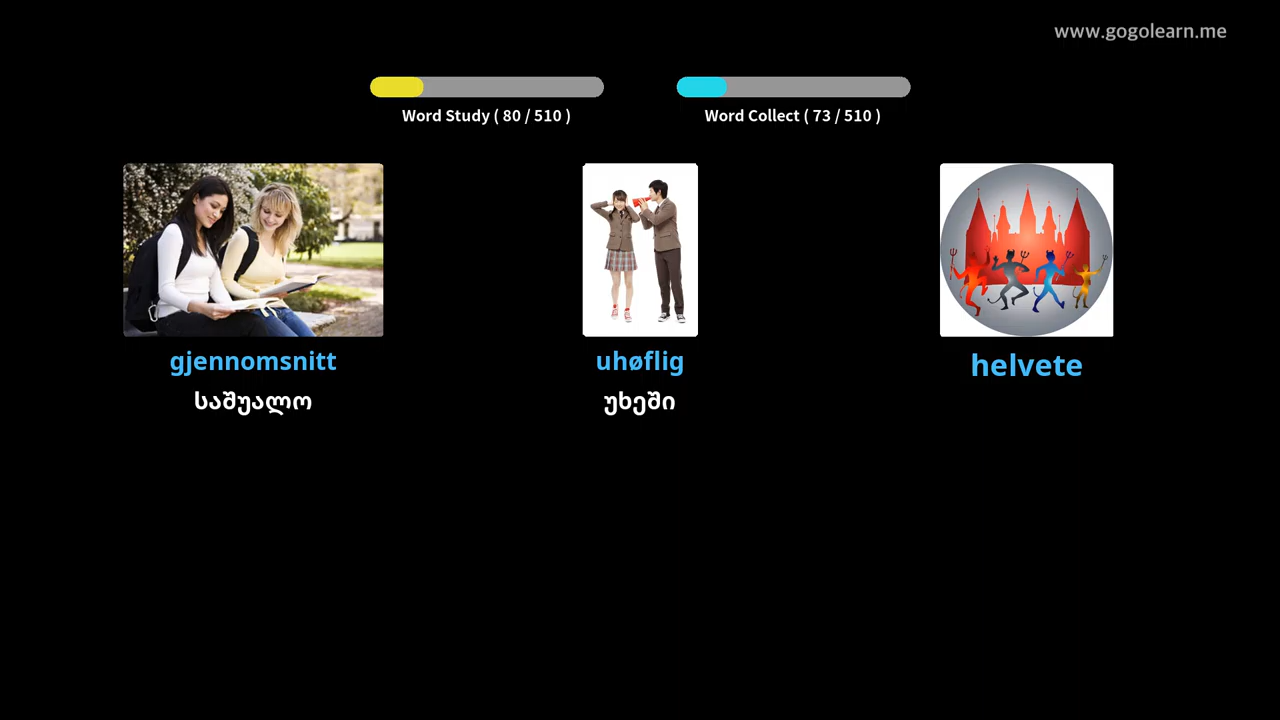 www.gogolearn.me
Word Study ( 80 / 510 )
Word Collect ( 73 / 510 )
gjennomsnitt
საშუალო
uhøflig
უხეში
helvete